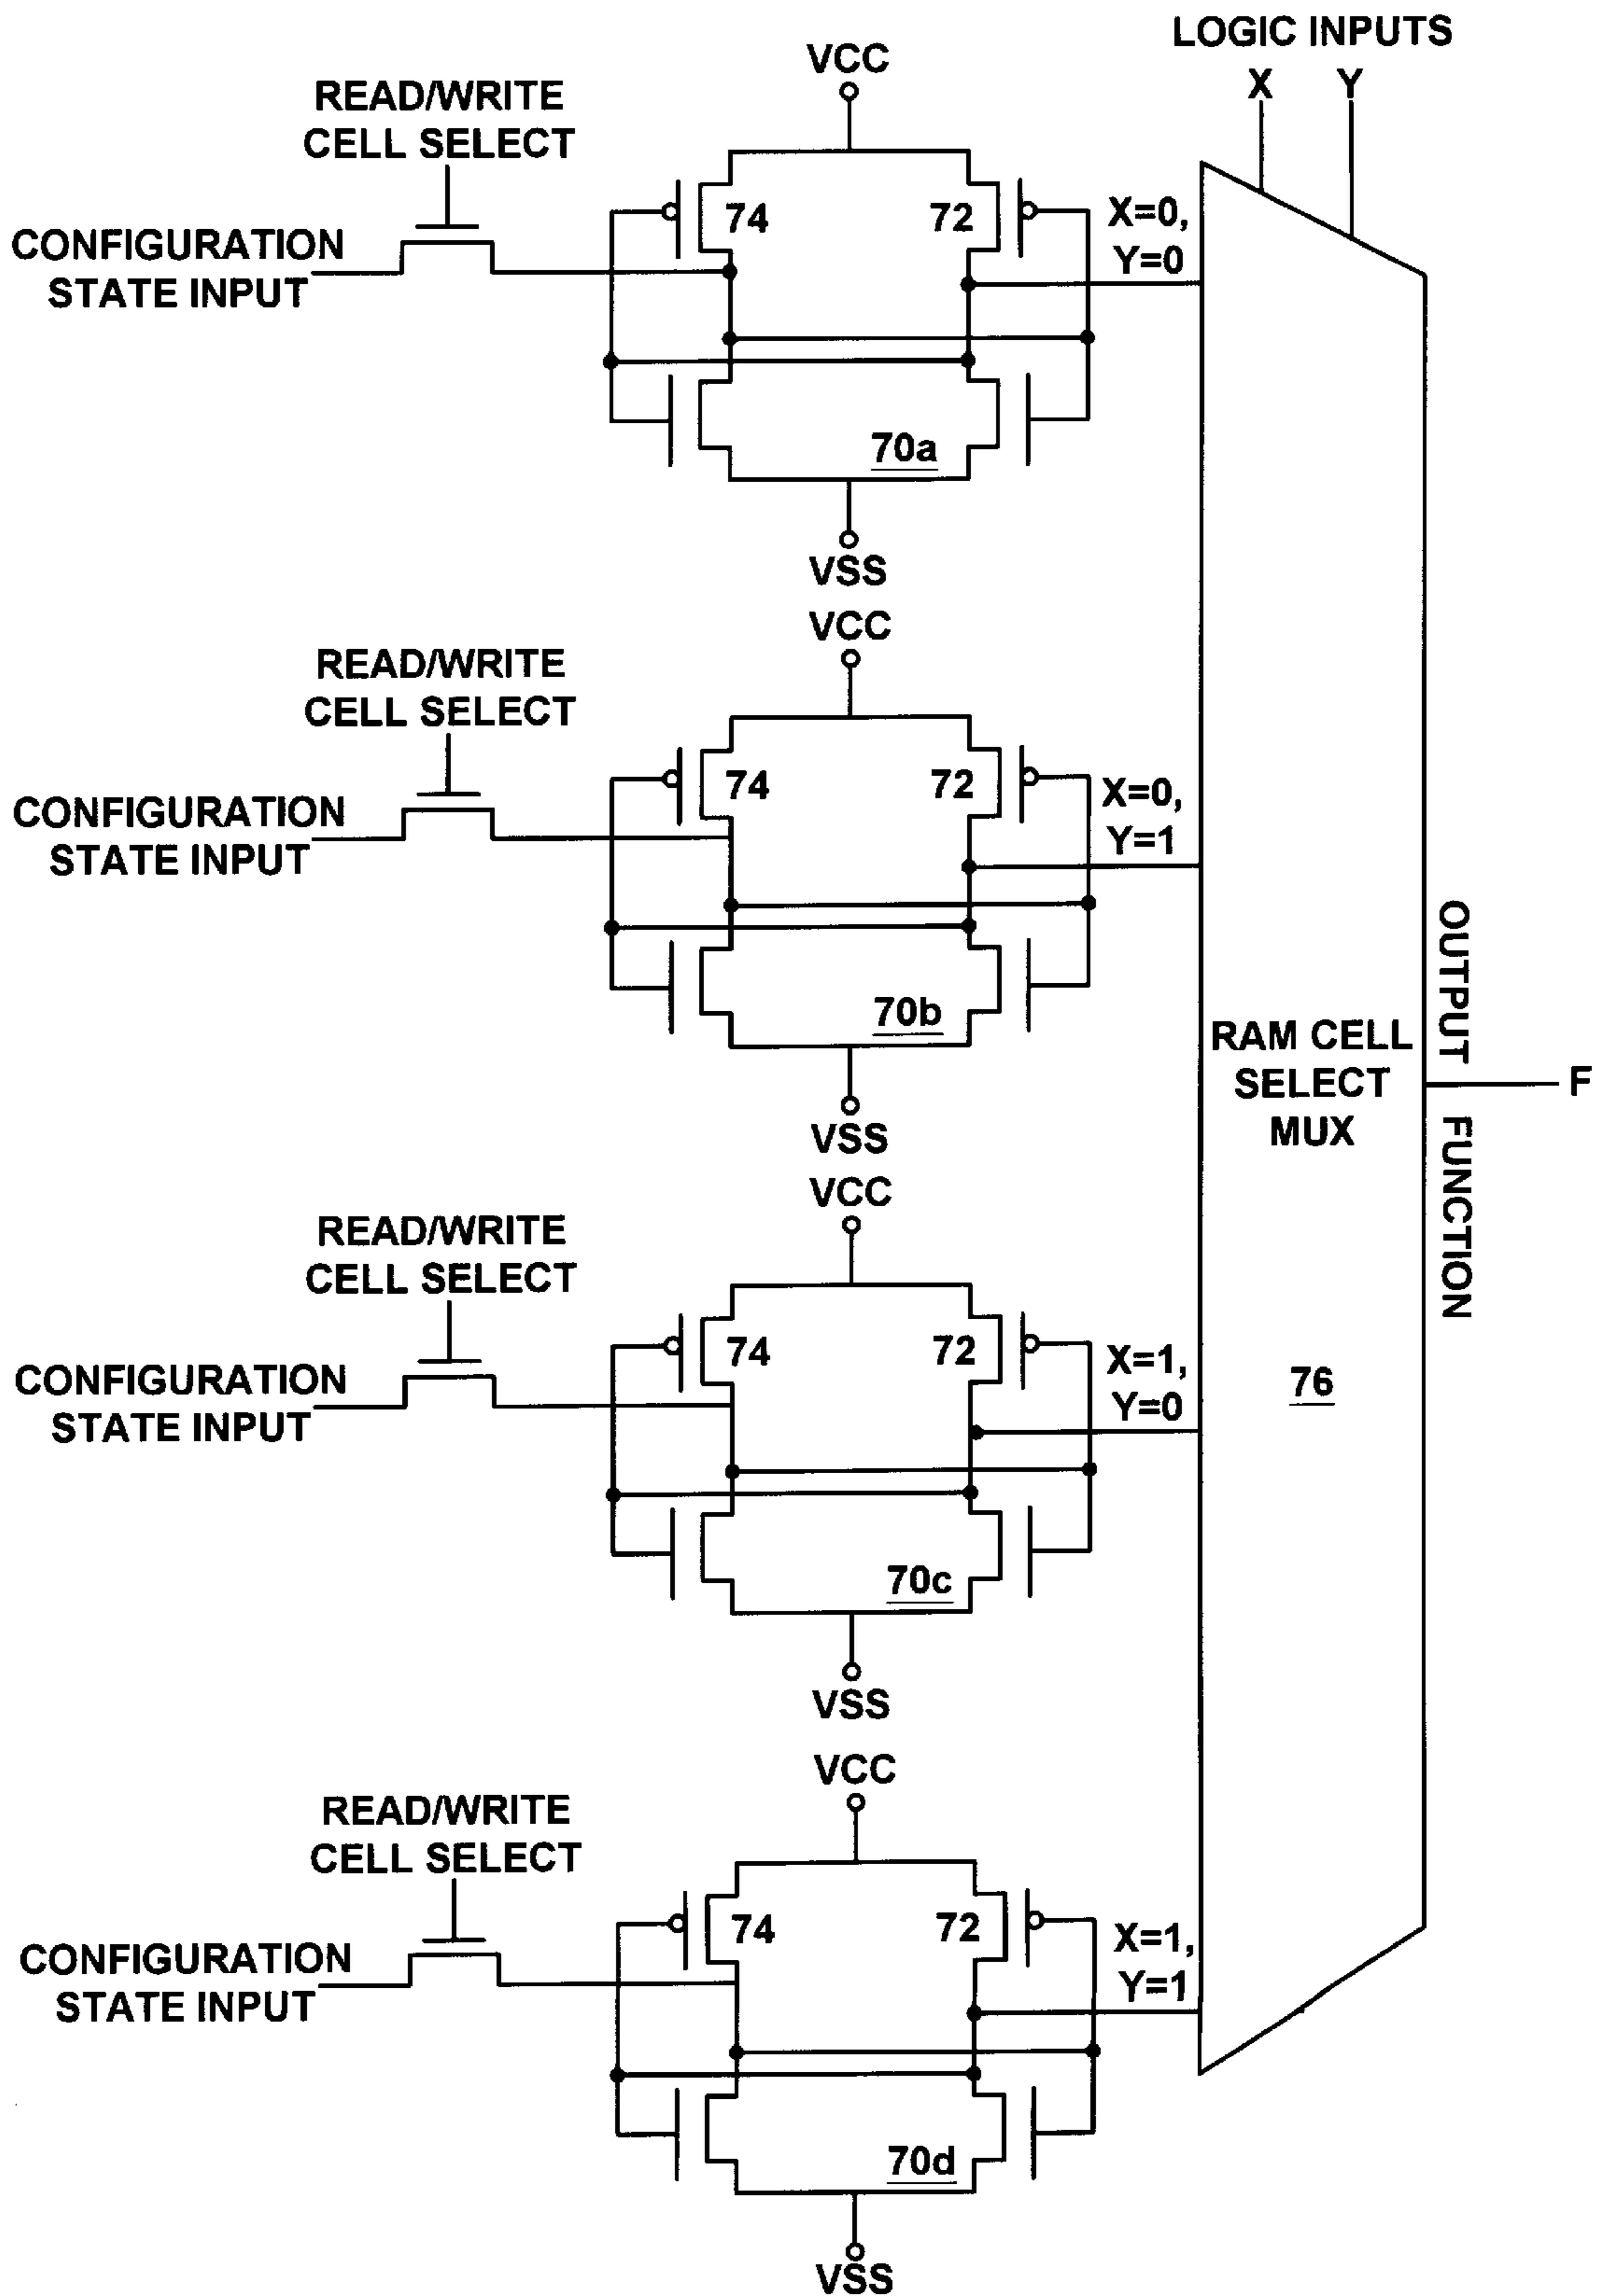 LOGIC INPUTS
X Y
VCC
READ/WRITE
CELL SELECT
CONFIGURATION
STATE INPUT
74
72
X=0,
Y=0
70a
VSS
VCC
READ/WRITE
CELL SELECT
CONFIGURATION
STATE INPUT
74
72
X=0,
Y=1
70b
VSS
OUTPUT FUNCTION
RAM CELL
SELECT
MUX
F
VCC
READ/WRITE
CELL SELECT
CONFIGURATION
STATE INPUT
74
72
X=1,
Y=0
76
70c
VSS
VCC
READ/WRITE
CELL SELECT
CONFIGURATION
STATE INPUT
74
72
X=1,
Y=1
70d
VSS